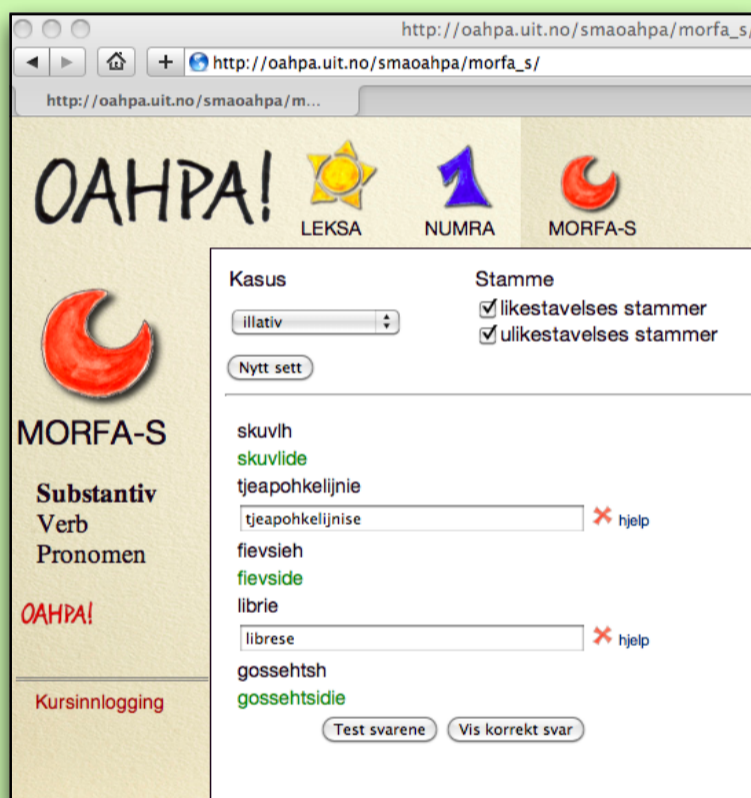 http://oahpa.uit.no/smaoahpa/morfa_s/
http://oahpa.uit.no/smaoahpa/morfa_s/
http://oahpa.uit.no/smaoahpa/m...
OAHPA!
LEKSA
NUMRA
MORFA-S
MORFA-S
Substantiv
Verb
Pronomen
OAHPA!
Kursinnlogging
Kasus
illativ
Stamme
likestavelses stammer
ulikestavelses stammer
Nytt sett
skuvlh
skuvlide
tjeapohkelijnie
tjeapohkelijnise hjelp
fievsieh
fievside
librie
librese hjelp
gossehtsh
gossehtsidie
Test svarene Vis korrekt svar